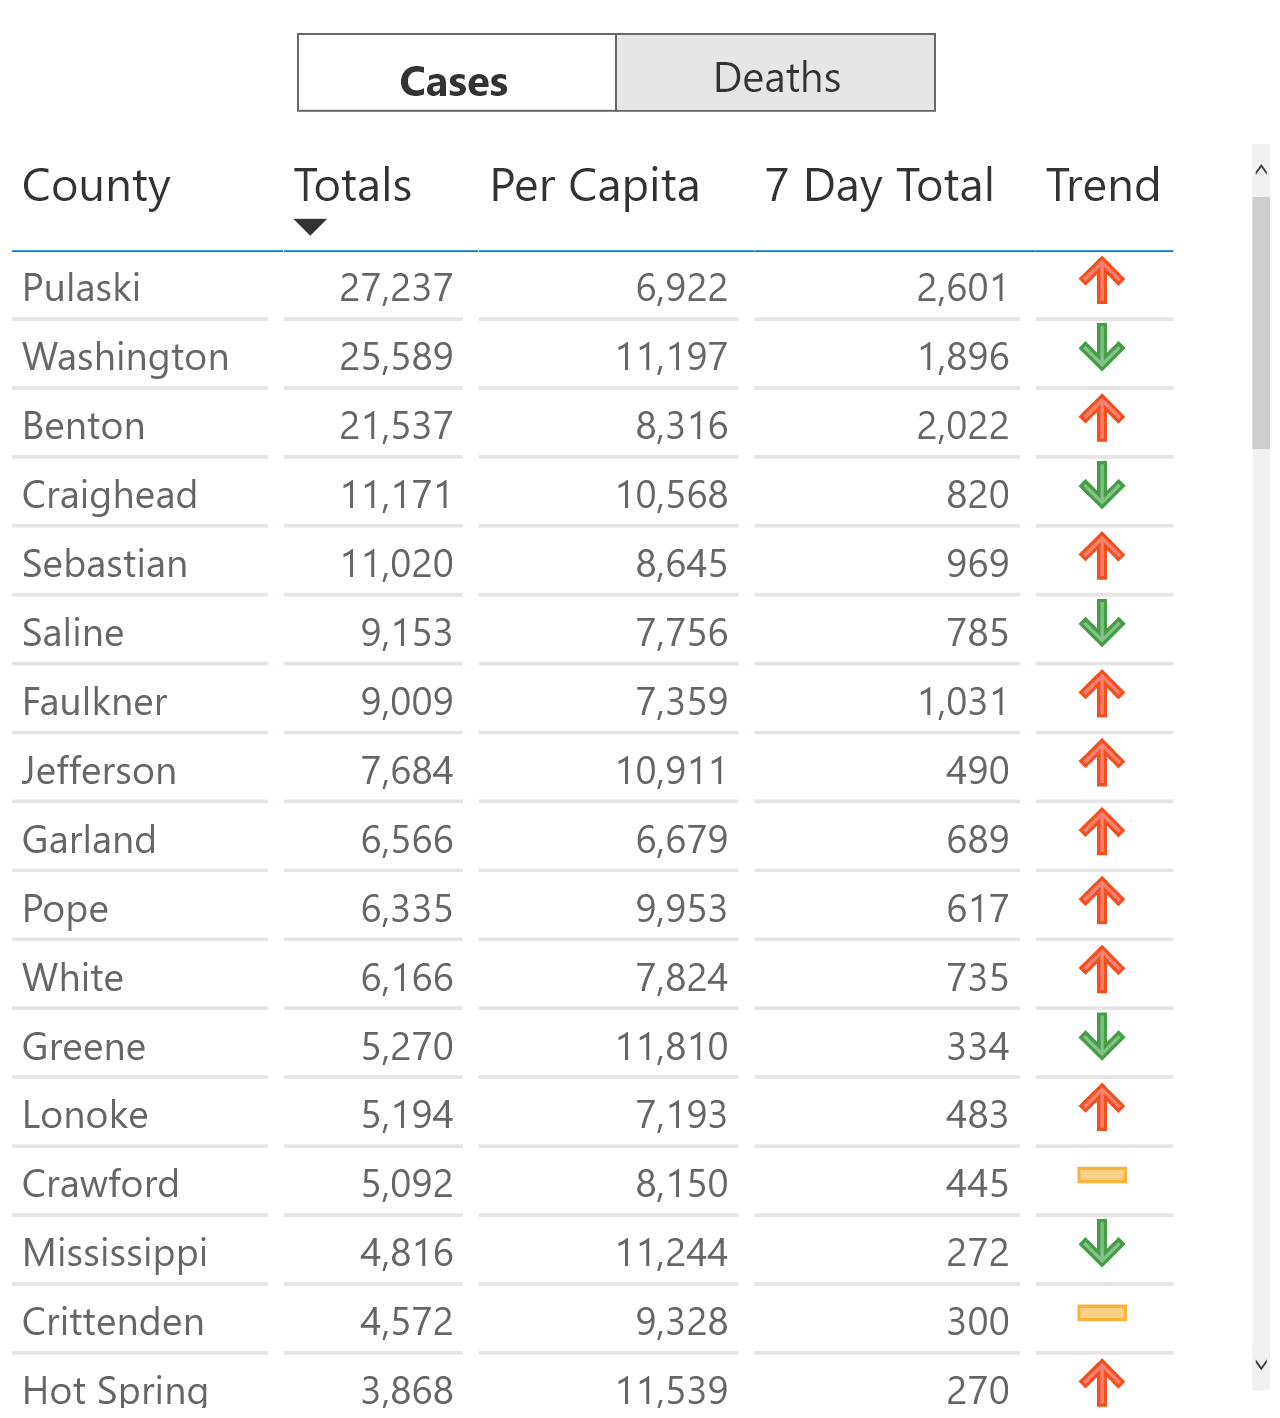 Cases Deaths
County Totals Per Capita 7 Day Total Trend
Pulaski 27,237 6,922 2,601
Washington 25,589 11,197 1,896
Benton 21,537 8,316 2,022
Craighead 11,171 10,568 820
Sebastian 11,020 8,645 969
Saline 9,153 7,756 785
Faulkner 9,009 7,359 1,031
Jefferson 7,684 10,911 490
Garland 6,566 6,679 689
Pope 6,335 9,953 617
White 6,166 7,824 735
Greene 5,270 11,810 334
Lonoke 5,194 7,193 483
Crawford 5,092 8,150 445
Mississippi 4,816 11,244 272
Crittenden 4,572 9,328 300
Hot Spring 3,868 11,539 270